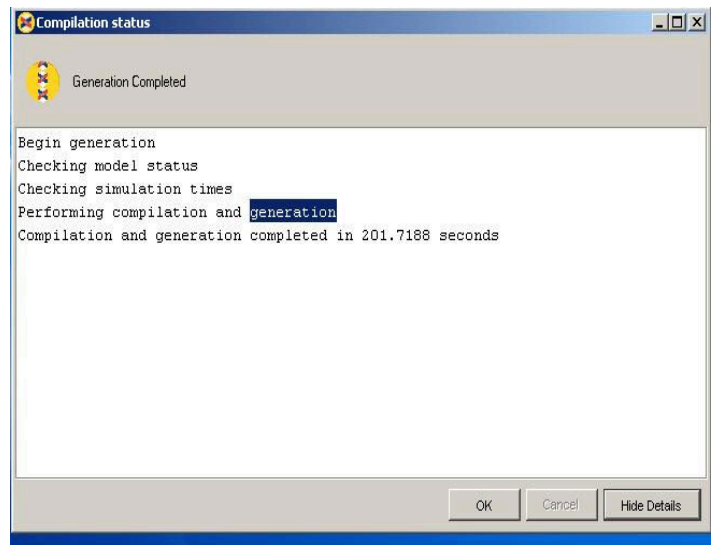 Compilation status
Generation Completed
Begin generation
Checking model status
Checking simulation times
Performing compilation and generation
Compilation and generation completed in 201.7188 seconds
OK Cancel Hide Details